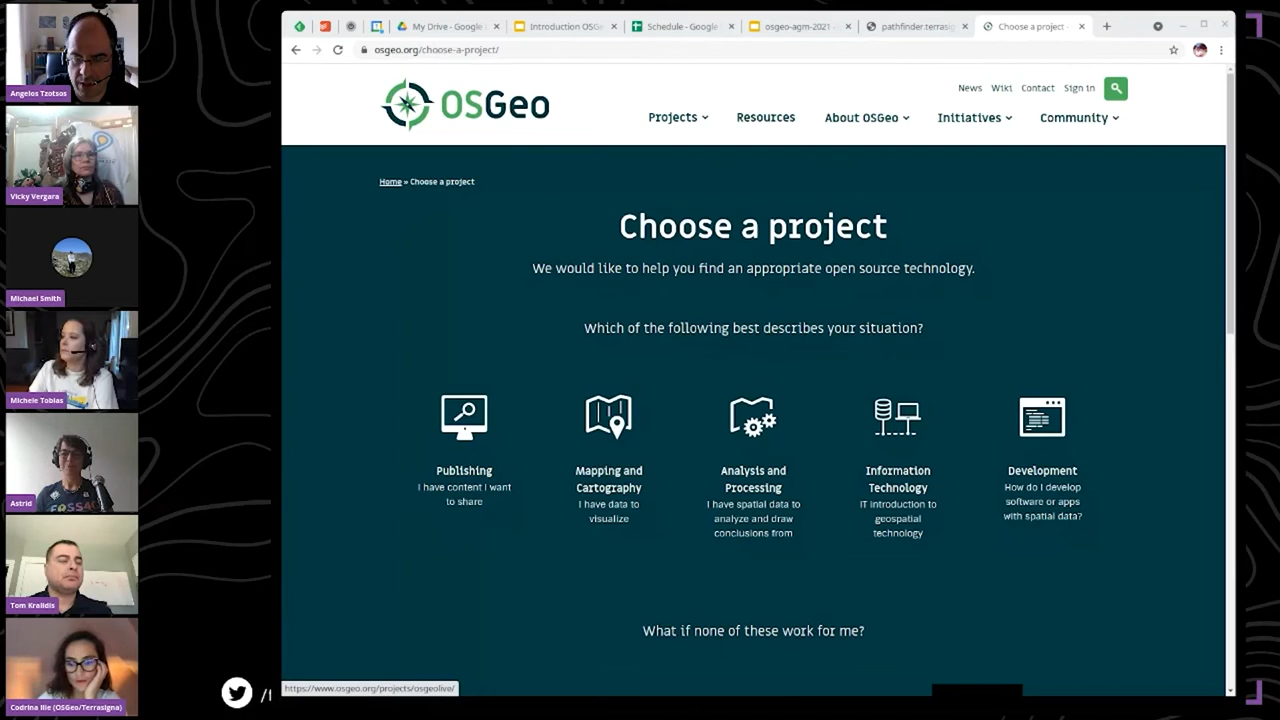 Angelos Tzotsos
Vicky Vergara
Michael Smith
Michele Tobias
Astrid
Tom Kralidis
Codrina Ilie (OSGeo/Terrasigna)
My Drive - Google
Introduction OSGe
Schedule - Google
osgeo-agm-2021 -
pathfinder.terrasig
Choose a project -
osgeo.org/choose-a-project/
OSGeo
News Wiki Contact Sign in
Projects Resources About OSGeo Initiatives Community
Home » Choose a project
Choose a project
We would like to help you find an appropriate open source technology.
Which of the following best describes your situation?
Publishing
I have content I want
to share
Mapping and
Cartography
I have data to
visualize
Analysis and
Processing
I have spatial data to
analyze and draw
conclusions from
Information
Technology
IT introduction to
geospatial
technology
Development
How do I develop
software or apps
with spatial data?
What if none of these work for me?
https://www.osgeo.org/projects/osgeolive/